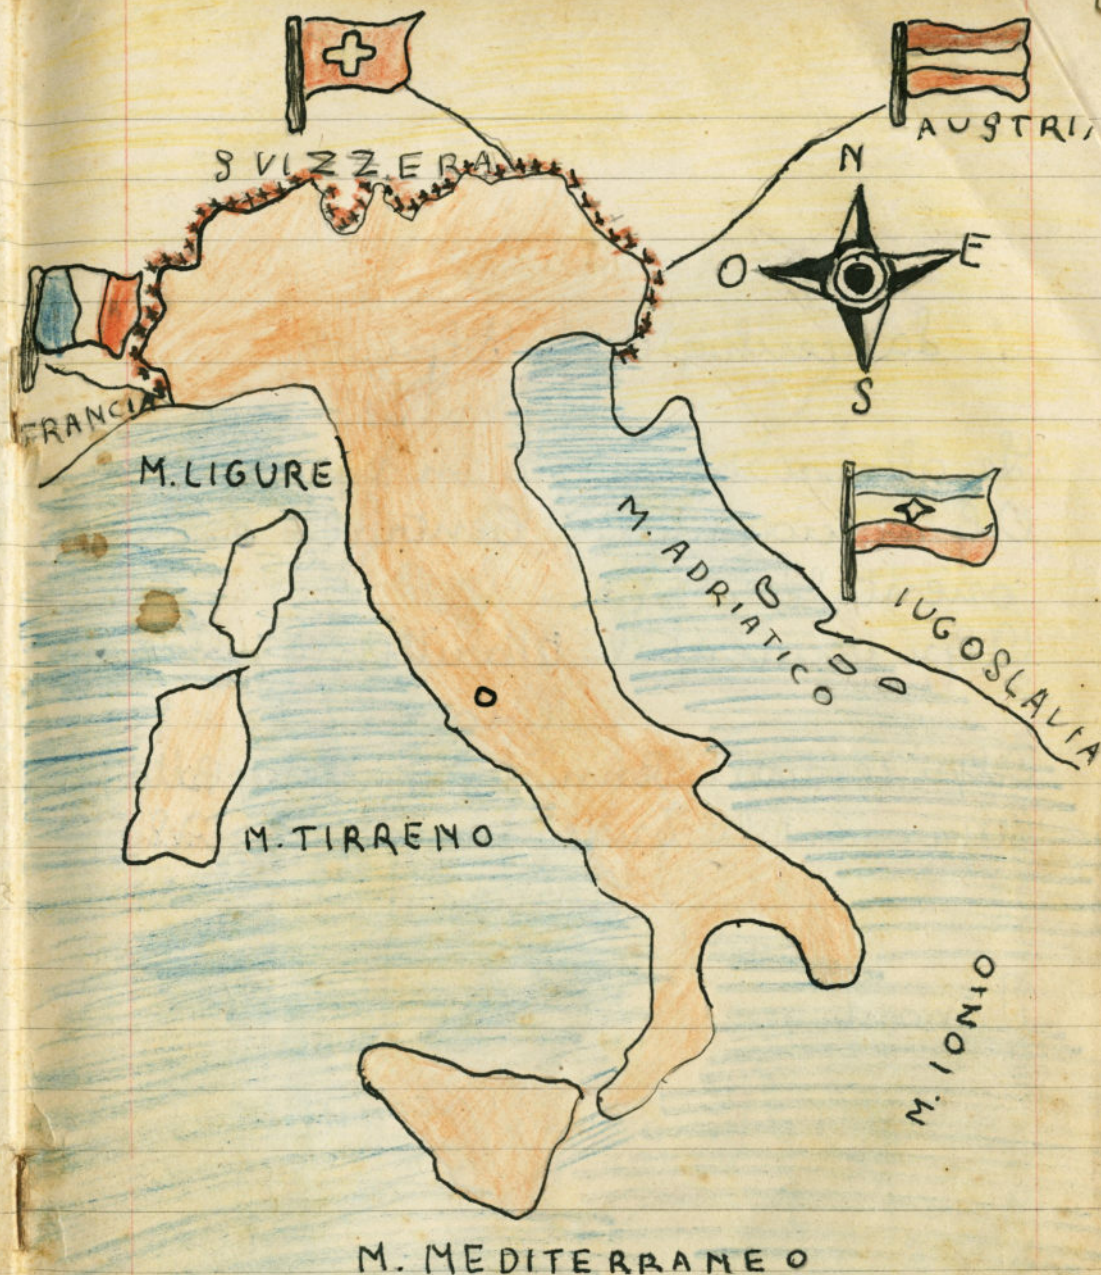 SVIZZERA
AUSTRIA
N
O
E
S
FRANCIA
M. LIGURE
M. ADRIATICO
IUGOSLAVIA
M. TIRRENO
M. IONIO
M. MEDITERRANEO